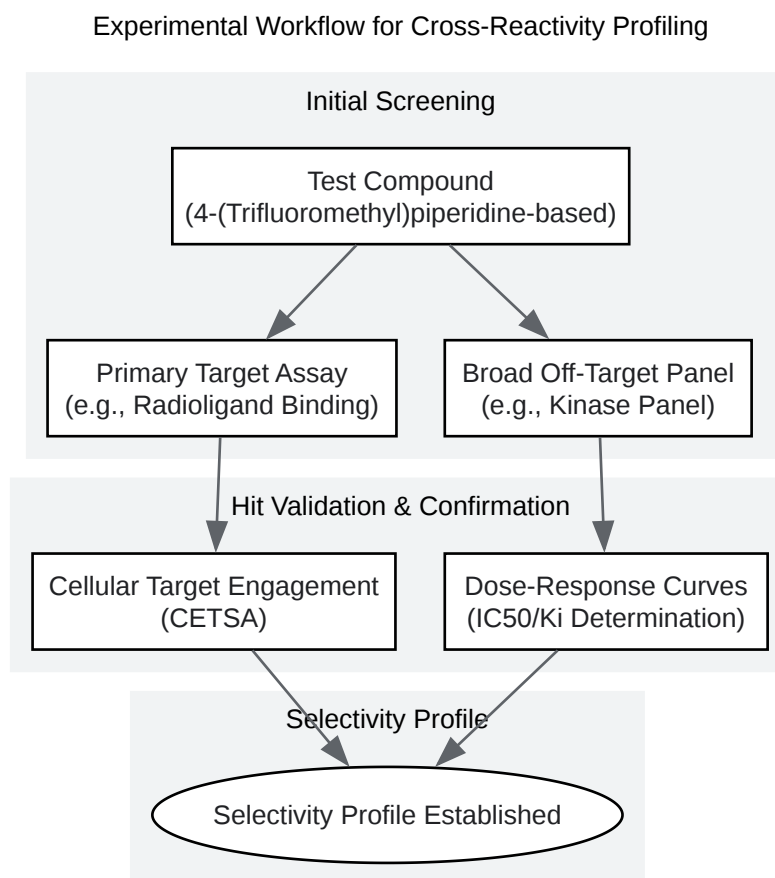 Experimental Workflow for Cross-Reactivity Profiling
Initial Screening
Test Compound
(4-(Trifluoromethyl)piperidine-based)
Primary Target Assay
(e.g., Radioligand Binding)
Broad Off-Target Panel
(e.g., Kinase Panel)
Hit Validation & Confirmation
Cellular Target Engagement
(CETSA)
Dose-Response Curves
(IC50/Ki Determination)
Selectivity Profile
Selectivity Profile Established